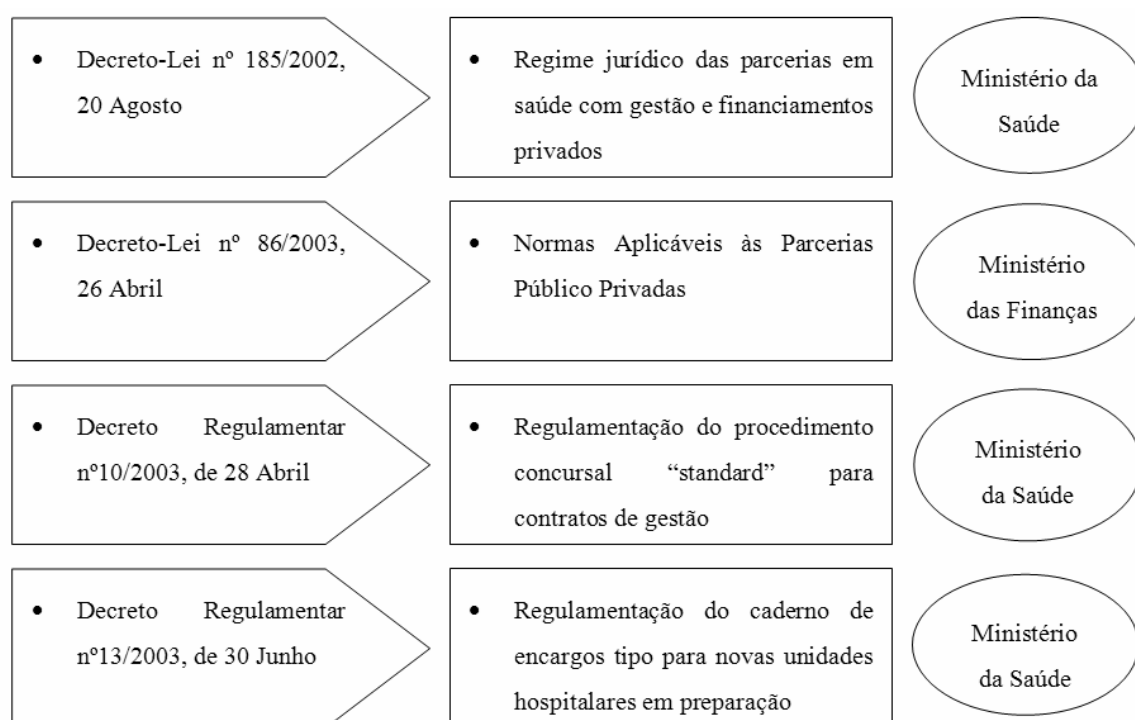 • Decreto-Lei nº 185/2002,
20 Agosto
• Regime jurídico das parcerias em
saúde com gestão e financiamentos
privados
Ministério da
Saúde
• Decreto-Lei nº 86/2003,
26 Abril
• Normas Aplicáveis às Parcerias
Público Privadas
Ministério
das Finanças
• Decreto Regulamentar
nº10/2003, de 28 Abril
• Regulamentação do procedimento
concursal “standard” para
contratos de gestão
Ministério
da Saúde
• Decreto Regulamentar
nº13/2003, de 30 Junho
• Regulamentação do caderno de
encargos tipo para novas unidades
hospitalares em preparação
Ministério
da Saúde